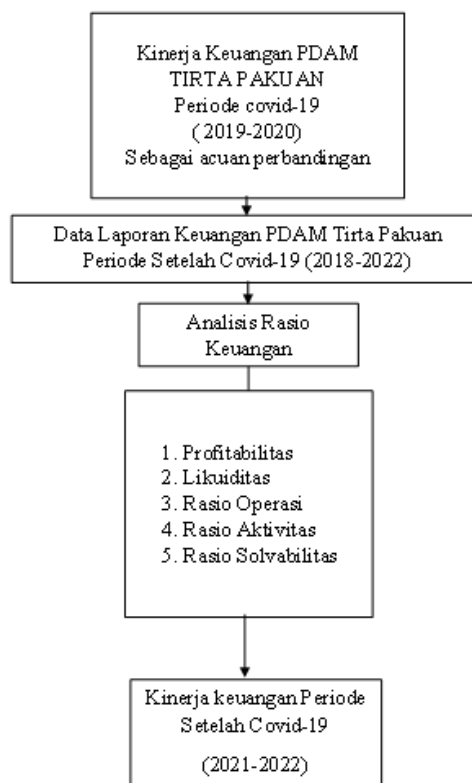 Kinerja Keuangan PDAM
TIRTA PAKUAN
Periode covid-19
( 2019-2020)
Sebagai acuan perbandingan
Data Laporan Keuangan PDAM Tirta Pakuan
Periode Setelah Covid-19 (2018-2022)
Analisis Rasio
Keuangan
1. Profitabilitas
2. Likuiditas
3. Rasio Operasi
4. Rasio Aktivitas
5. Rasio Solvabilitas
Kinerja keuangan Periode
Setelah Covid-19
(2021-2022)